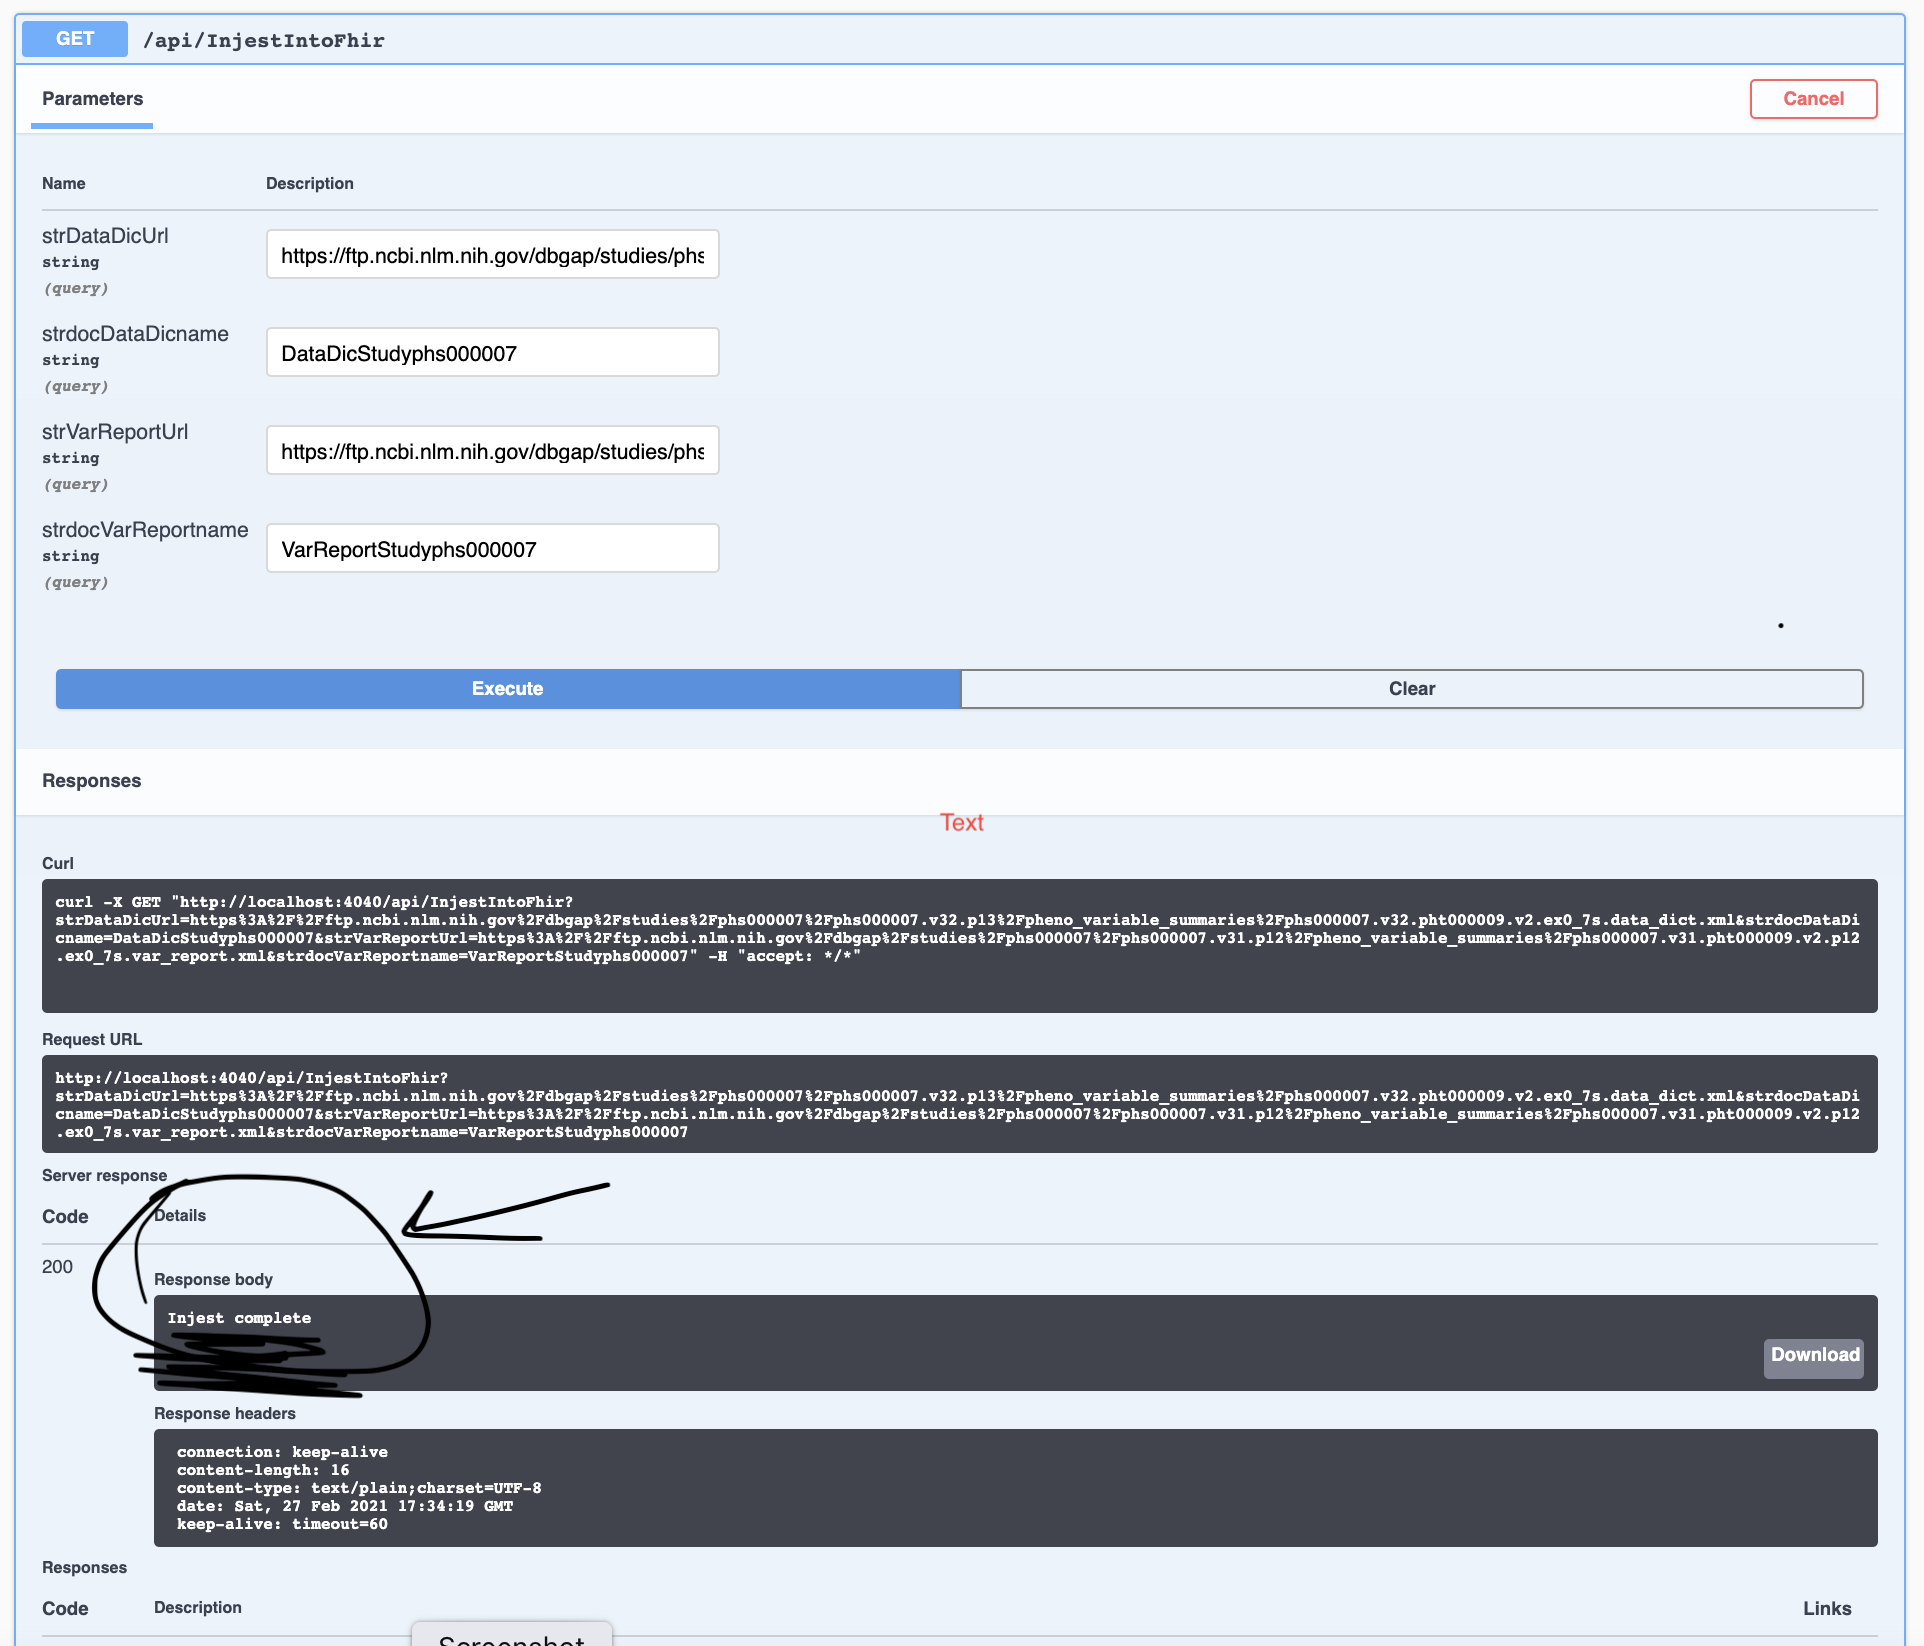 GET /api/InjestIntoFhir
Parameters
Cancel
Name Description
strDataDicUrl
string
(query)
https://ftp.ncbi.nlm.nih.gov/dbgap/studies/phs
strdocDataDicname
string
(query)
DataDicStudyphs000007
strVarReportUrl
string
(query)
https://ftp.ncbi.nlm.nih.gov/dbgap/studies/phs
strdocVarReportname
string
(query)
VarReportStudyphs000007
Execute Clear
Responses
Text
Curl
curl -X GET "http://localhost:4040/api/InjestIntoFhir?
strDataDicUrl=https%3A%2F%2Fftp.ncbi.nlm.nih.gov%2Fdbgap%2Fstudies%2Fphs000007%2Fphs000007.v32.p13%2Fpheno_variable_summaries%2Fphs000007.v32.pht000009.v2.ex0_7s.data_dict.xml&strdocDataDi
cname=DataDicStudyphs000007&strVarReportUrl=https%3A%2F%2Fftp.ncbi.nlm.nih.gov%2Fdbgap%2Fstudies%2Fphs000007%2Fphs000007.v31.p12%2Fpheno_variable_summaries%2Fphs000007.v31.pht000009.v2.p12
.ex0_7s.var_report.xml&strdocVarReportname=VarReportStudyphs000007" -H "accept: */*"
Request URL
http://localhost:4040/api/InjestIntoFhir?
strDataDicUrl=https%3A%2F%2Fftp.ncbi.nlm.nih.gov%2Fdbgap%2Fstudies%2Fphs000007%2Fphs000007.v32.p13%2Fpheno_variable_summaries%2Fphs000007.v32.pht000009.v2.ex0_7s.data_dict.xml&strdocDataDi
cname=DataDicStudyphs000007&strVarReportUrl=https%3A%2F%2Fftp.ncbi.nlm.nih.gov%2Fdbgap%2Fstudies%2Fphs000007%2Fphs000007.v31.p12%2Fpheno_variable_summaries%2Fphs000007.v31.pht000009.v2.p12
.ex0_7s.var_report.xml&strdocVarReportname=VarReportStudyphs000007
Server response
Code Details
200
Response body
Injest complete
Download
Response headers
connection: keep-alive
content-length: 16
content-type: text/plain;charset=UTF-8
date: Sat, 27 Feb 2021 17:34:19 GMT
keep-alive: timeout=60
Responses
Code Description Links
Screenshot